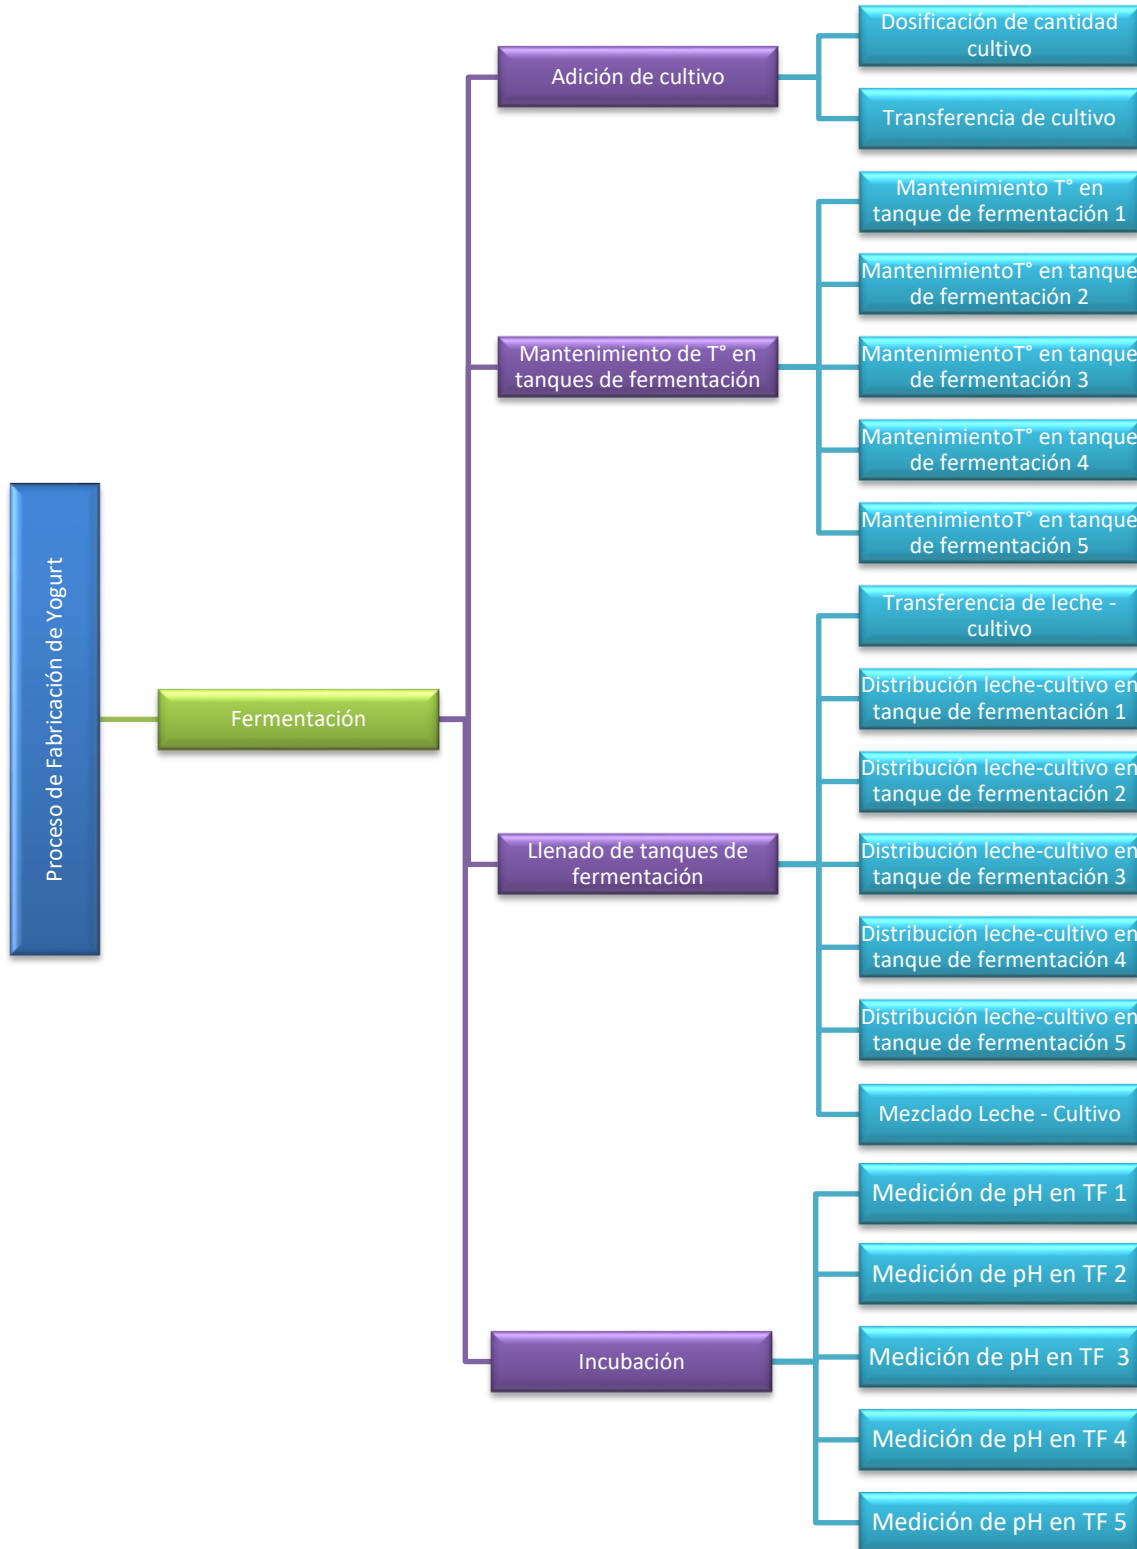 Proceso de Fabricación de Yogurt
Fermentación
Adición de cultivo
Dosificación de cantidad
cultivo
Transferencia de cultivo
Mantenimiento de T° en
tanques de fermentación
Mantenimiento T° en
tanque de fermentación 1
MantenimientoT° en tanque
de fermentación 2
MantenimientoT° en tanque
de fermentación 3
MantenimientoT° en tanque
de fermentación 4
MantenimientoT° en tanque
de fermentación 5
Llenado de tanques de
fermentación
Transferencia de leche -
cultivo
Distribución leche-cultivo en
tanque de fermentación 1
Distribución leche-cultivo en
tanque de fermentación 2
Distribución leche-cultivo en
tanque de fermentación 3
Distribución leche-cultivo en
tanque de fermentación 4
Distribución leche-cultivo en
tanque de fermentación 5
Mezclado Leche - Cultivo
Incubación
Medición de pH en TF 1
Medición de pH en TF 2
Medición de pH en TF  3
Medición de pH en TF 4
Medición de pH en TF 5